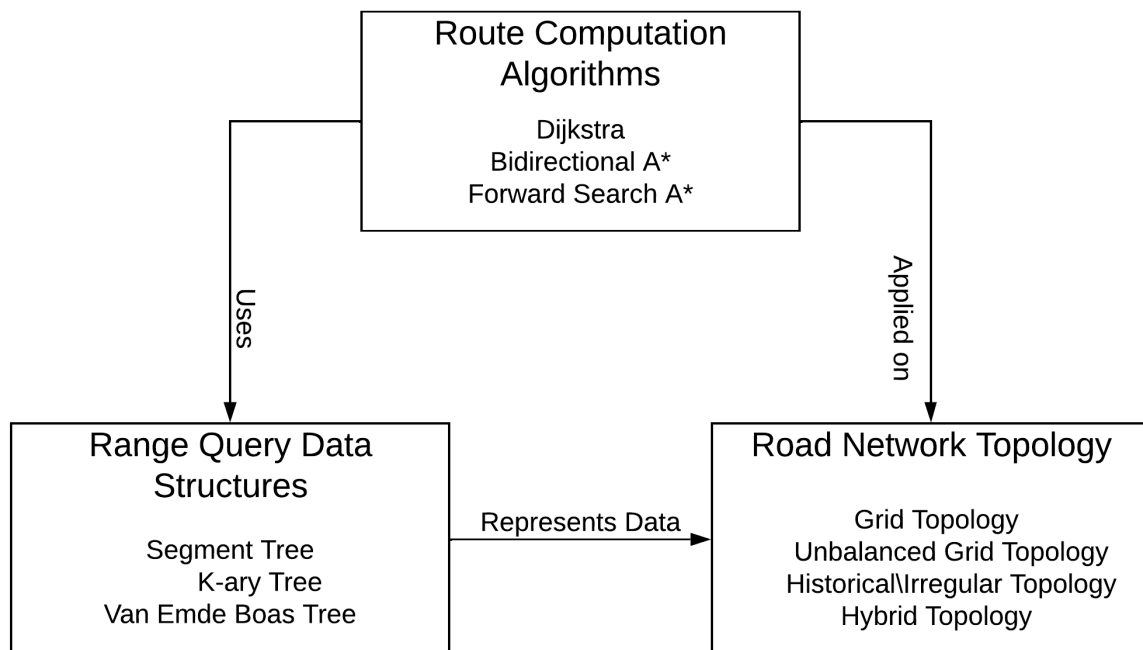 Route Computation
Algorithms
Dijkstra
Bidirectional A*
Forward Search A*
Uses
Applied on
Range Query Data
Structures
Segment Tree
K-ary Tree
Van Emde Boas Tree
Represents Data
Road Network Topology
Grid Topology
Unbalanced Grid Topology
Historical\Irregular Topology
Hybrid Topology